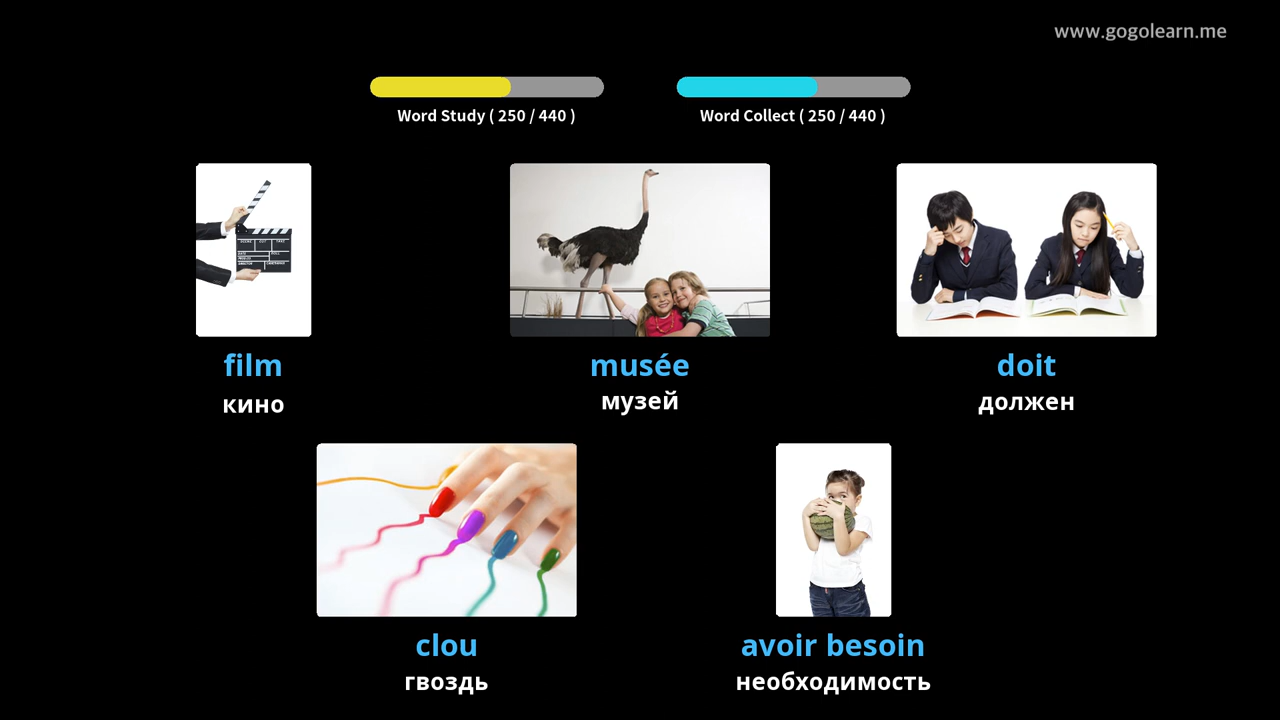 www.gogolearn.me
Word Study ( 250 / 440 )
Word Collect ( 250 / 440 )
film
кино
musée
музей
doit
должен
clou
гвоздь
avoir besoin
необходимость